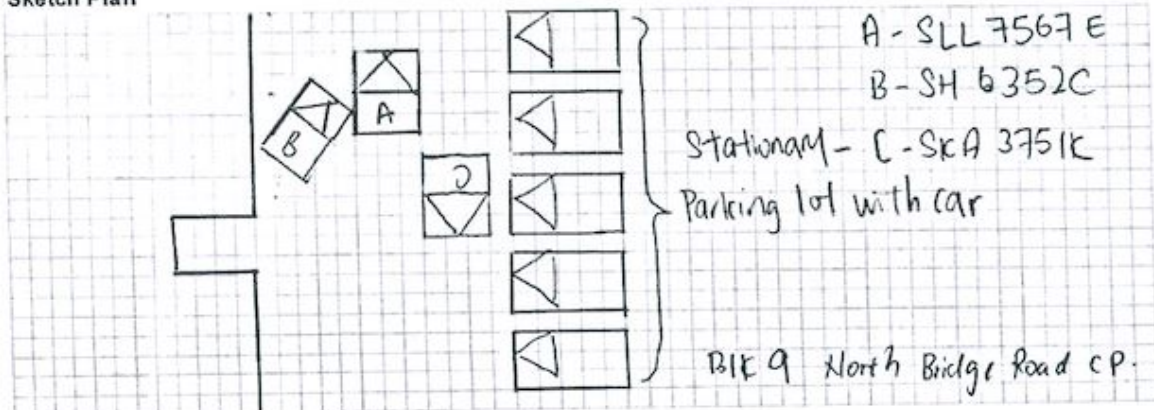 Sketch Plan
A - SLL 7567 E
B - SH 6352C
Stationary - C - SKA 3751K
Parking lot with car
Blk 9 North Bridge Road CP.
A
B
C